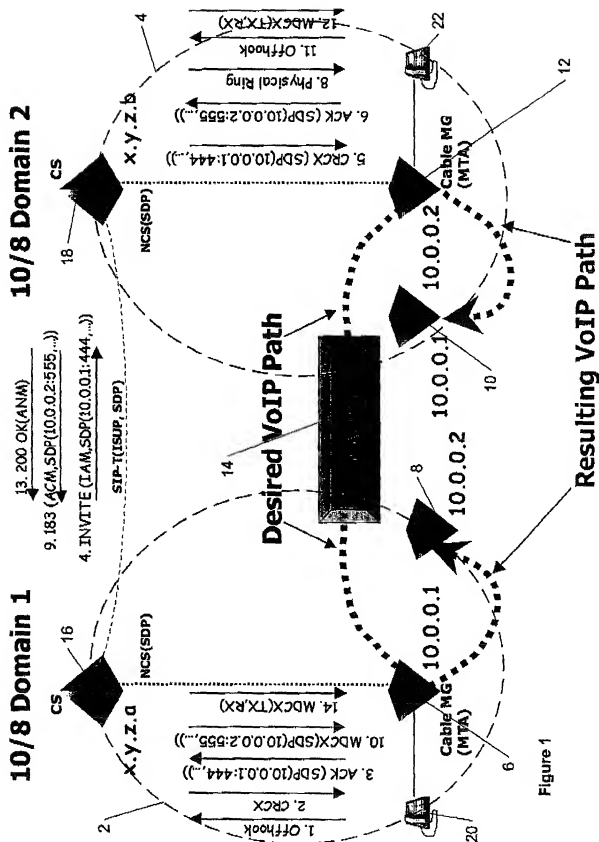 10/8 Domain 1
10/8 Domain 2
13. 200 OK(ANM)
9. 183 (ACM,SDP(10.0.0.2:555,...))
4. INVITE (IAM,SDP(10.0.0.1:444,...))
SIP-T(ISUP, SDP)
CS
16
x.y.z.a
2
NCS(SDP)
1. Offhook
2. CRCX
3. ACK (SDP(10.0.0.1:444,...))
10. MDCX(SDP(10.0.0.2:555,...))
14. MDCX(TX,RX)
20
Cable MG
(MTA)
6
10.0.0.1
8
10.0.0.2
Desired VoIP Path
14
Resulting VoIP Path
CS
18
x.y.z.b
4
NCS(SDP)
5. CRCX (SDP(10.0.0.1:444,...))
6. ACK (SDP(10.0.0.2:555,...))
8. Physical Ring
11. Offhook
12. MDCX(TX,RX)
22
12
Cable MG
(MTA)
10.0.0.2
10
10.0.0.1
Figure 1